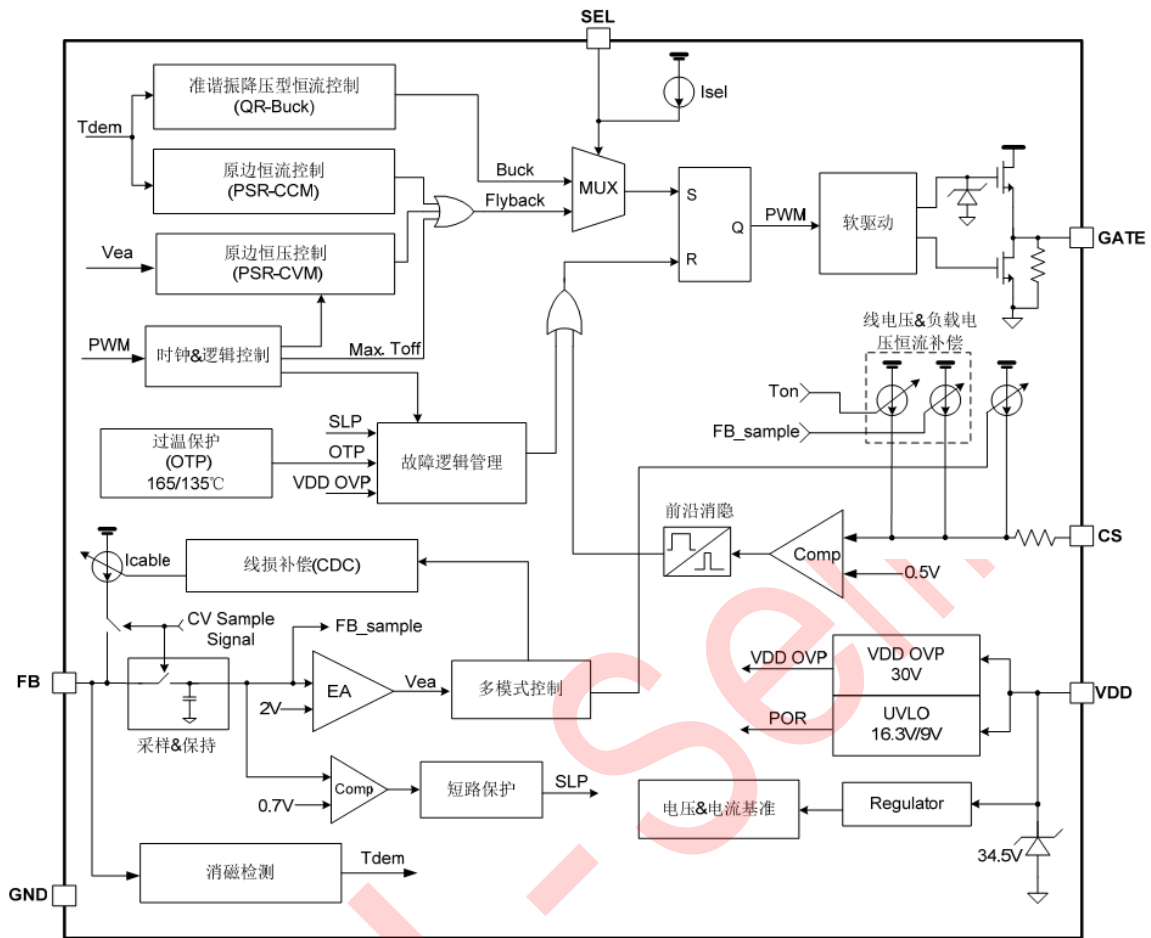 SEL
准谐振降压型恒流控制
(QR-Buck)
Isel
Tdem
原边恒流控制
(PSR-CCM)
Buck
Flyback
MUX
S
R
Q
PWM
软驱动
GATE
Vea
原边恒压控制
(PSR-CVM)
PWM
时钟&逻辑控制
Max. Toff
线电压&负载电
压恒流补偿
Ton
FB_sample
过温保护
(OTP)
165/135℃
SLP
OTP
VDD OVP
故障逻辑管理
前沿消隐
Comp
0.5V
CS
Icable
线损补偿(CDC)
CV Sample
Signal
FB_sample
FB
采样&保持
2V
EA
Vea
多模式控制
VDD OVP
VDD OVP
30V
POR
UVLO
16.3V/9V
VDD
0.7V
Comp
短路保护
SLP
电压&电流基准
Regulator
34.5V
消磁检测
Tdem
GND